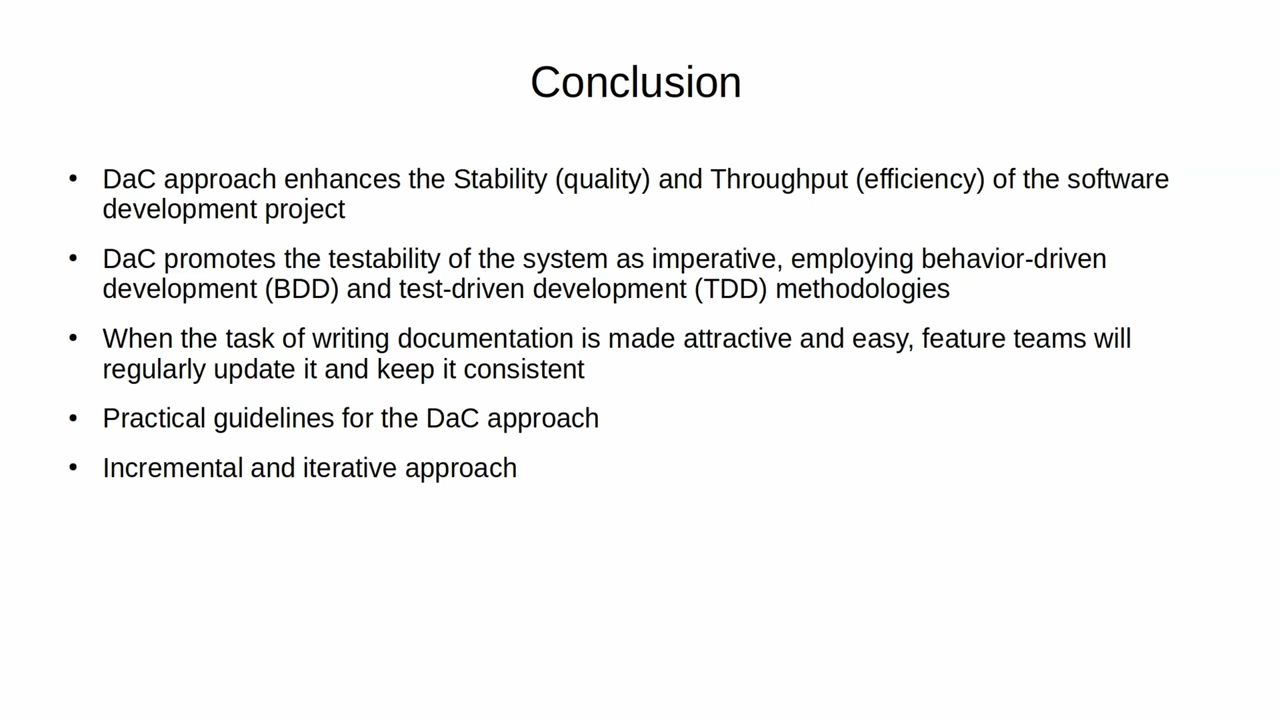 Conclusion
• DaC approach enhances the Stability (quality) and Throughput (efficiency) of the software
development project
• DaC promotes the testability of the system as imperative, employing behavior-driven
development (BDD) and test-driven development (TDD) methodologies
• When the task of writing documentation is made attractive and easy, feature teams will
regularly update it and keep it consistent
• Practical guidelines for the DaC approach
• Incremental and iterative approach